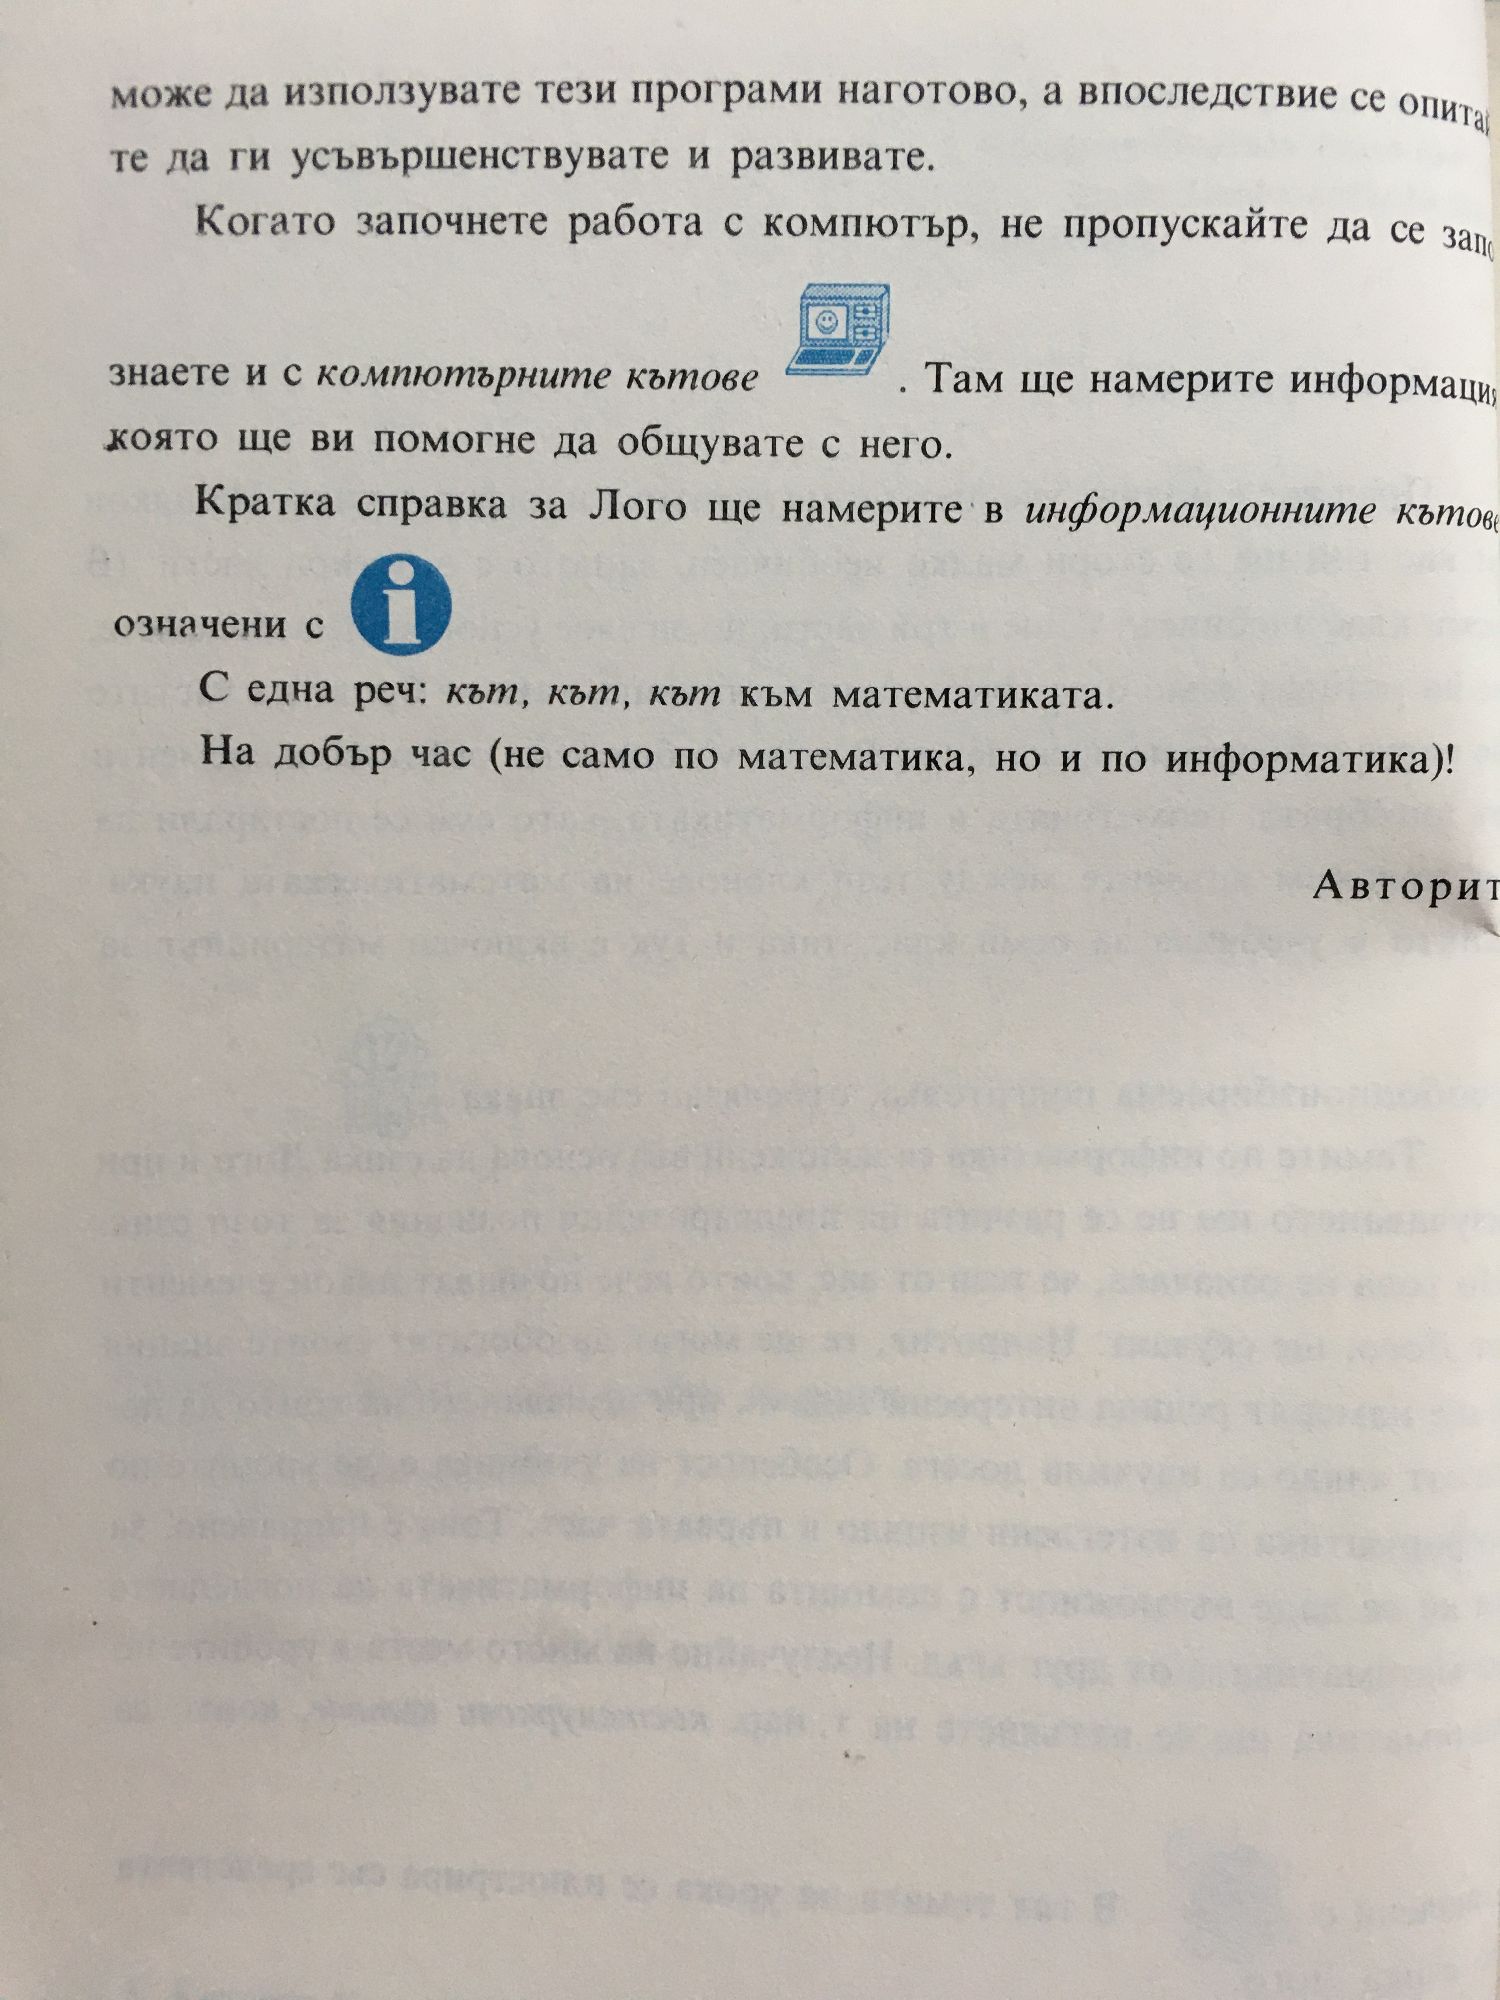 може да използувате тези програми наготово, а впоследствие се опитай
те да ги усъвършенствувате и развивате.
Когато започнете работа с компютър, не пропускайте да се запо
знаете и с компютърните кътове . Там ще намерите информация
която ще ви помогне да общувате с него.
Кратка справка за Лого ще намерите в информационните кътове
означени с i
С една реч: кът, кът, кът към математиката.
На добър час (не само по математика, но и по информатика)!
Авторит